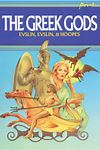 THE GREEK GODS
EVSLIN, EVSLIN, & HOOPES